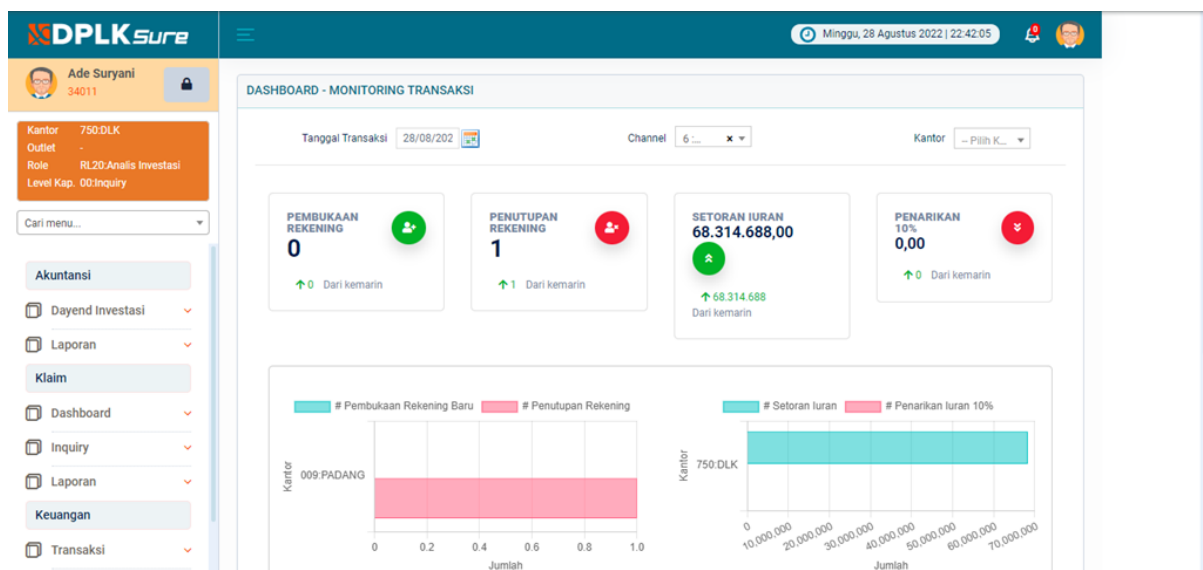 DPLKSure
Minggu, 28 Agustus 2022 | 22:42:05
0
Ade Suryani
34011
Kantor 750:DLK
Outlet -
Role RL20:Analis Investasi
Level Kap. 00:Inquiry
Cari menu...
Akuntansi
Dayend Investasi
Laporan
Klaim
Dashboard
Inquiry
Laporan
Keuangan
Transaksi
DASHBOARD - MONITORING TRANSAKSI
Tanggal Transaksi 28/08/202 Channel 6 :... x Kantor -- Pilih K...
PEMBUKAAN
REKENING
0
0 Dari kemarin
PENUTUPAN
REKENING
1
1 Dari kemarin
SETORAN IURAN
68.314.688,00
68.314.688
Dari kemarin
PENARIKAN
10%
0,00
0 Dari kemarin
# Pembukaan Rekening Baru # Penutupan Rekening
Kantor
009:PADANG
0 0.2 0.4 0.6 0.8 1.0
Jumlah
# Setoran Iuran # Penarikan Iuran 10%
Kantor
750:DLK
0 10,000,000 20,000,000 30,000,000 40,000,000 50,000,000 60,000,000 70,000,000
Jumlah